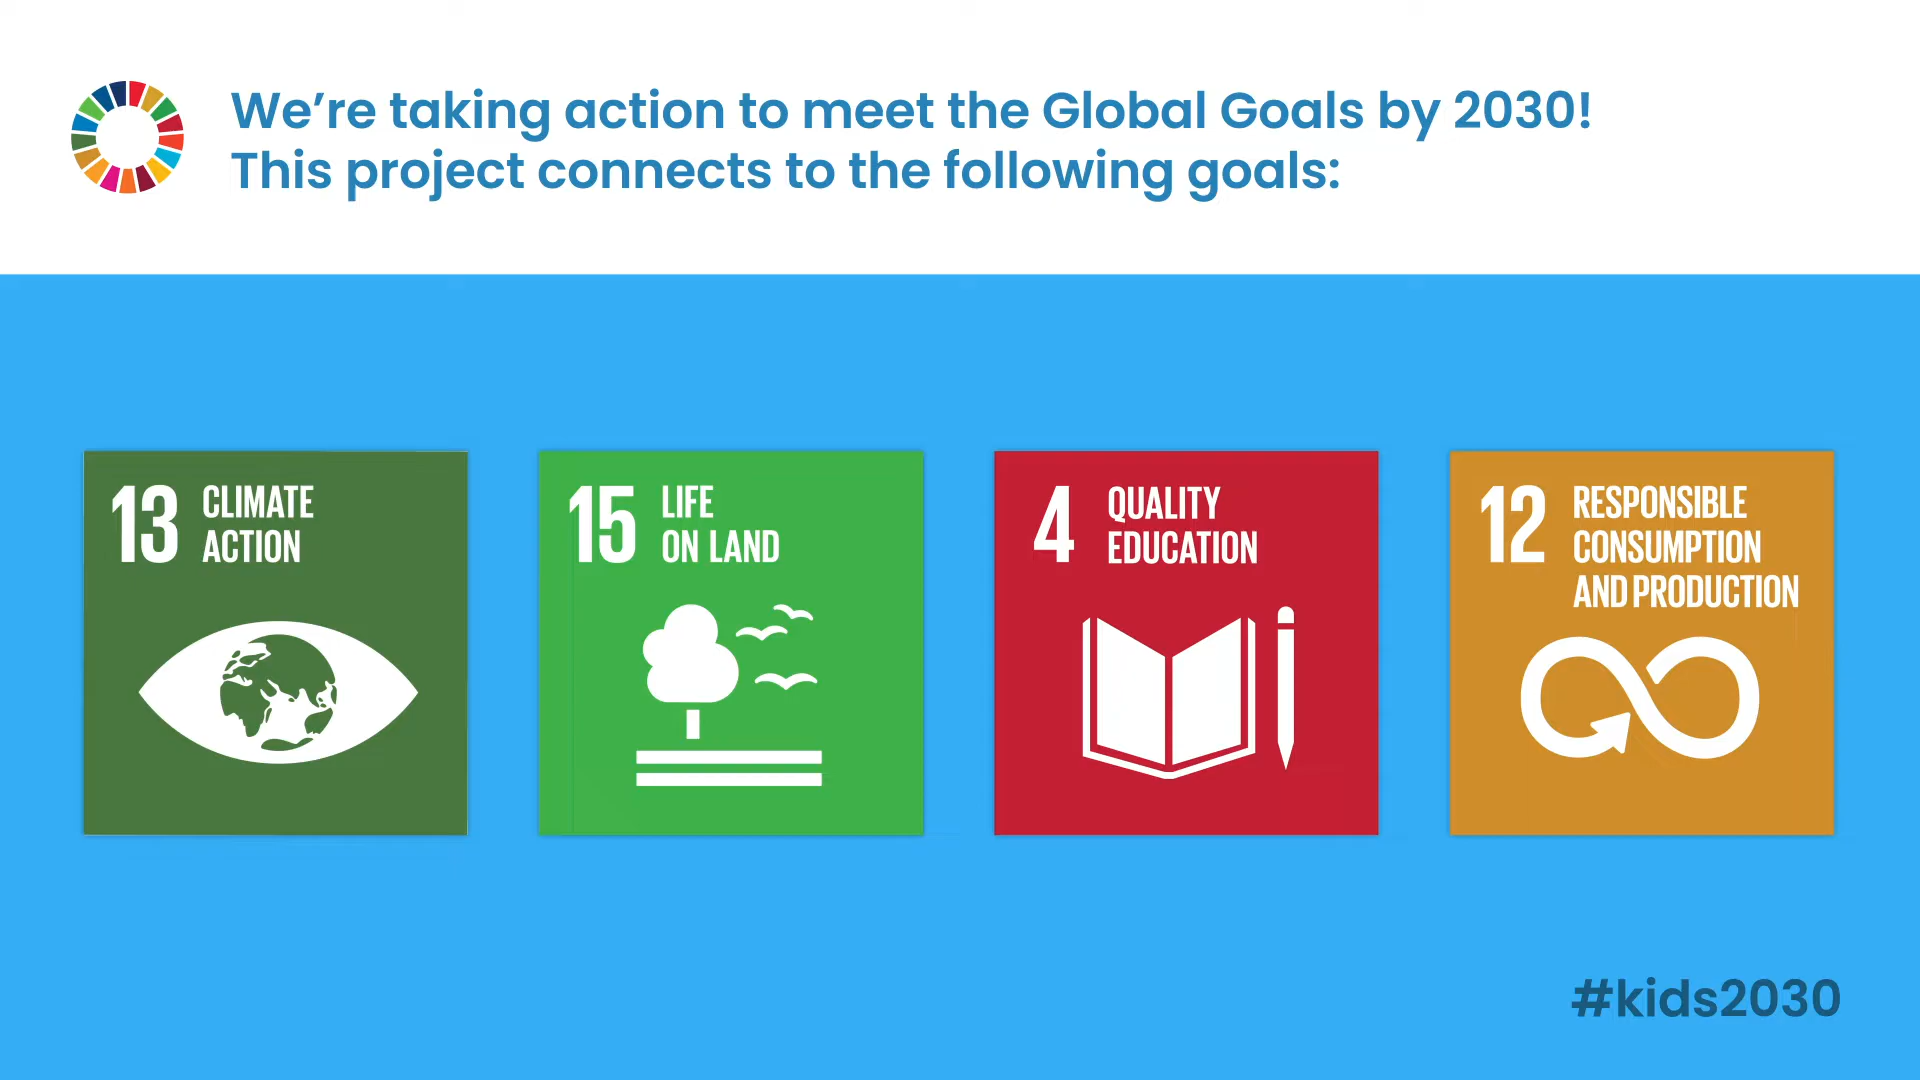 We’re taking action to meet the Global Goals by 2030!
This project connects to the following goals:
13 CLIMATE
ACTION
15 LIFE
ON LAND
4 QUALITY
EDUCATION
12 RESPONSIBLE
CONSUMPTION
AND PRODUCTION
#kids2030